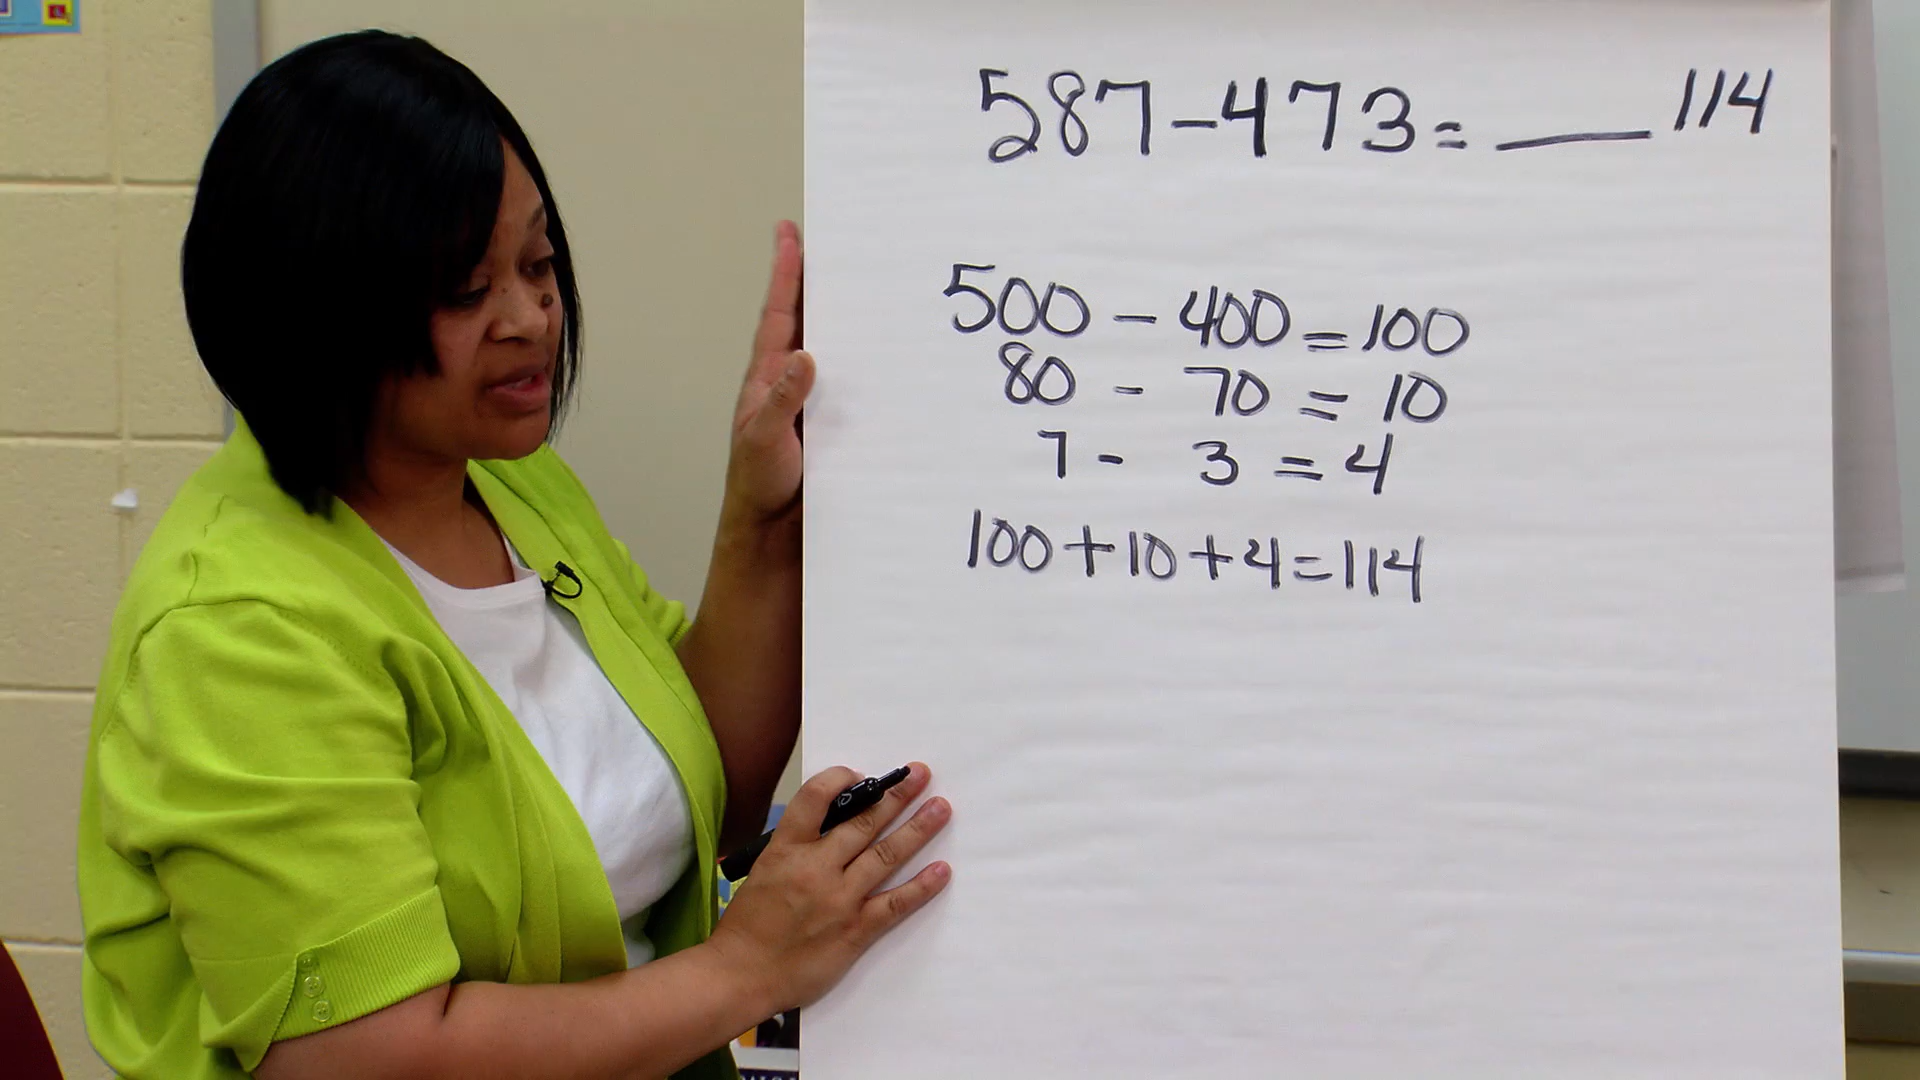 587-473=___ 114
500 - 400 = 100
80 - 70 = 10
7 - 3 = 4
100+10+4=114